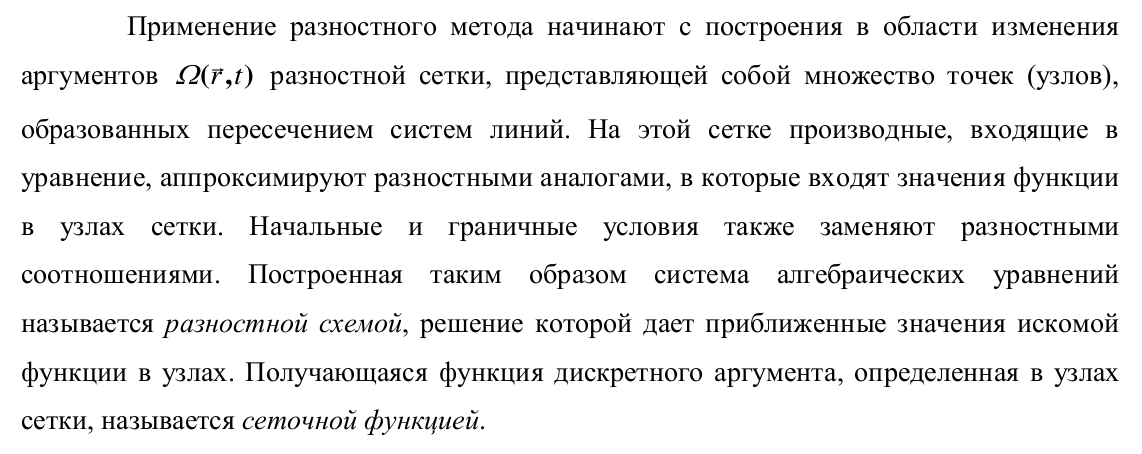 Применение разностного метода начинают с построения в области изменения
аргументов Ω(r⃗,t) разностной сетки, представляющей собой множество точек (узлов),
образованных пересечением систем линий. На этой сетке производные, входящие в
уравнение, аппроксимируют разностными аналогами, в которые входят значения функции
в узлах сетки. Начальные и граничные условия также заменяют разностными
соотношениями. Построенная таким образом система алгебраических уравнений
называется разностной схемой, решение которой дает приближенные значения искомой
функции в узлах. Получающаяся функция дискретного аргумента, определенная в узлах
сетки, называется сеточной функцией.